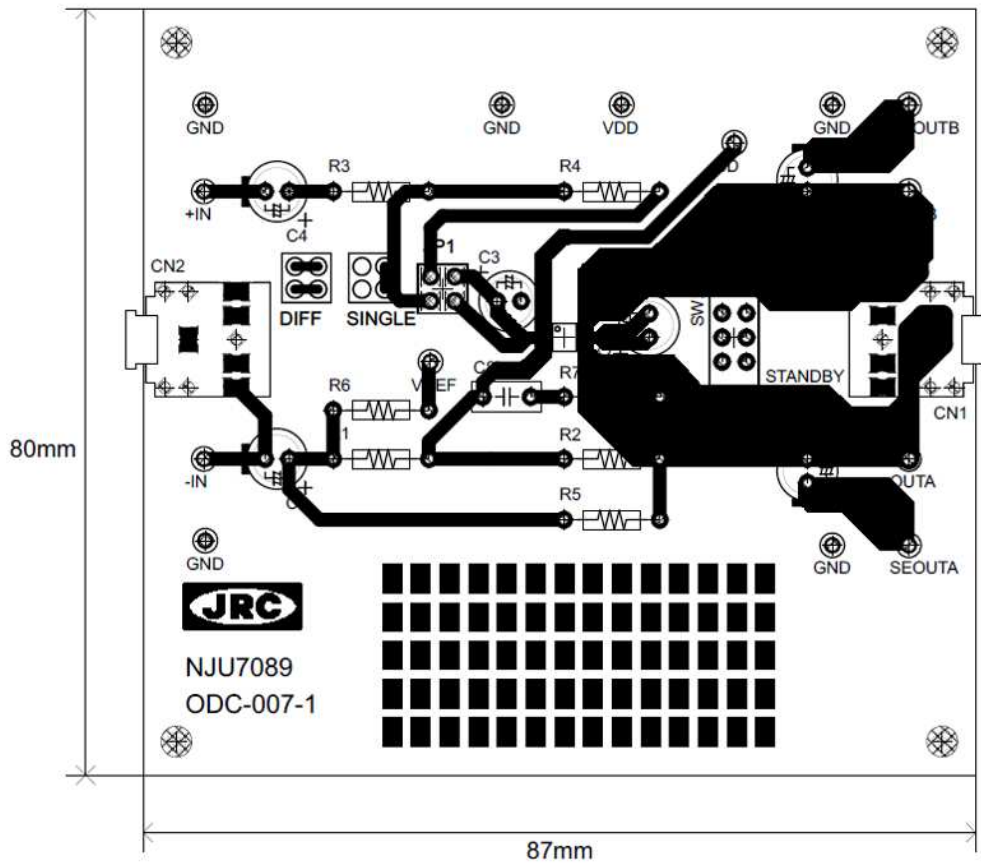 GND
GND
VDD
GND
OUTB
R3
R4
D
+IN
C4
CN2
C3
DIFF
SINGLE
SW
STANDBY
CN1
R6
R7
R2
80mm
-IN
OUTA
R5
GND
GND
SEOUTA
JRC
NJU7089
ODC-007-1
87mm